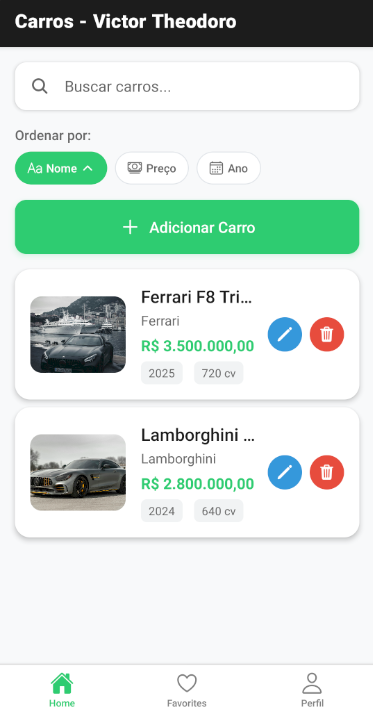 Carros - Victor Theodoro
Buscar carros...
Ordenar por:
Aa Nome
Preço
Ano
+ Adicionar Carro
Ferrari F8 Tri...
Ferrari
R$ 3.500.000,00
2025
720 cv
Lamborghini ...
Lamborghini
R$ 2.800.000,00
2024
640 cv
Home
Favorites
Perfil